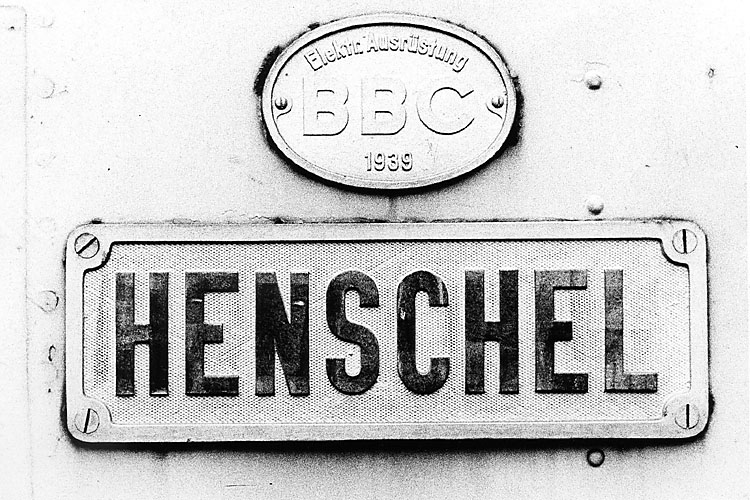 Elektr. Ausrüstung
BBC
1939
HENSCHEL